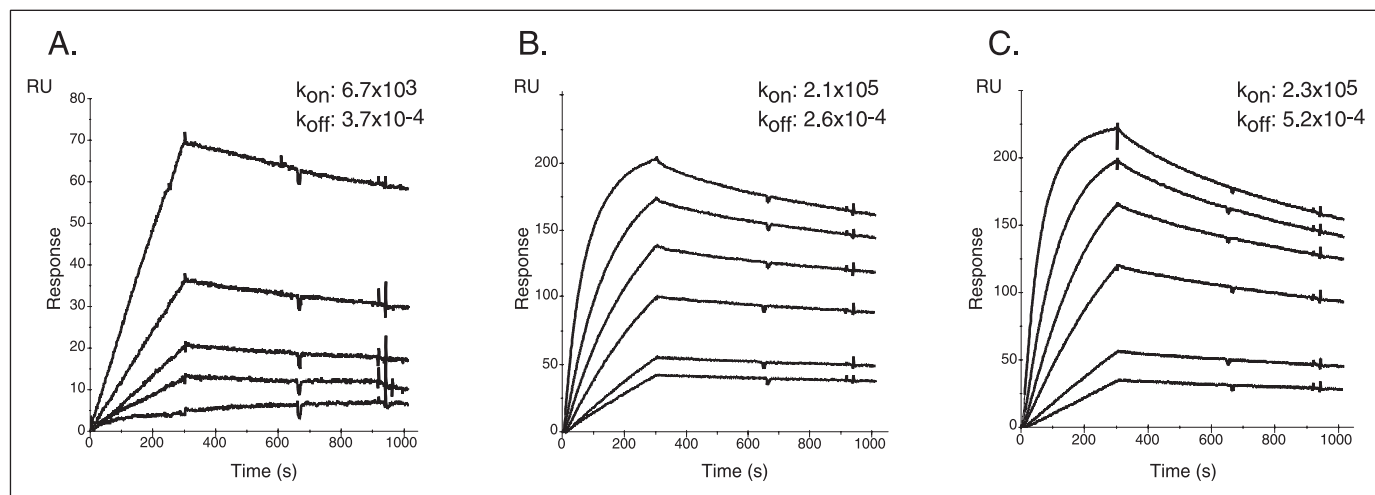 A.
RU
kon: 6.7x103
koff: 3.7x10-4
80
70
60
50
40
30
20
10
0
Response
0 200 400 600 800 1000
Time (s)
B.
RU
kon: 2.1x105
koff: 2.6x10-4
200
150
100
50
0
Response
0 200 400 600 800 1000
Time (s)
C.
RU
kon: 2.3x105
koff: 5.2x10-4
200
150
100
50
0
Response
0 200 400 600 800 1000
Time (s)